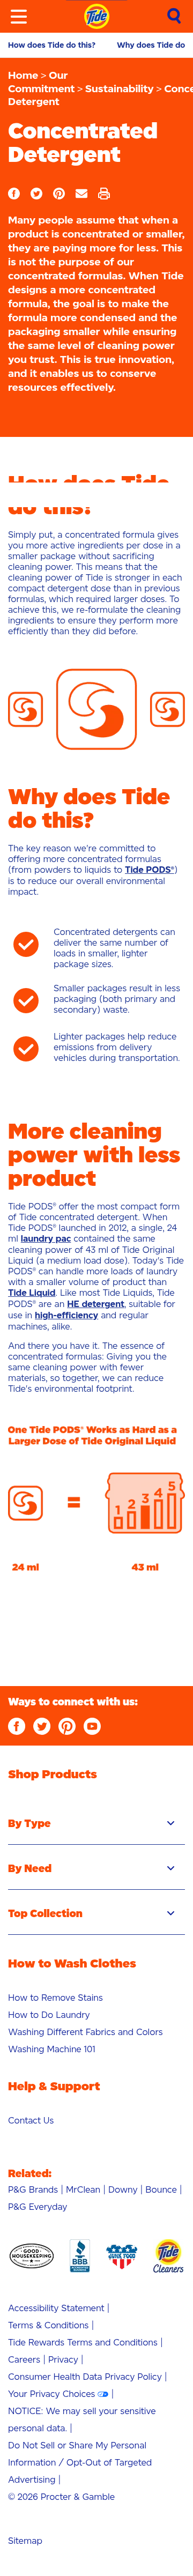 Tide
How does Tide do this? Why does Tide do
Home > Our
Commitment > Sustainability > Conce
Detergent
Concentrated
Detergent
Many people assume that when a
product is concentrated or smaller,
they are paying more for less. This
is not the purpose of our
concentrated formulas. When Tide
designs a more concentrated
formula, the goal is to make the
formula more condensed and the
packaging smaller while ensuring
the same level of cleaning power
you trust. This is true innovation,
and it enables us to conserve
resources effectively.
How does Tide
do this?
Simply put, a concentrated formula gives
you more active ingredients per dose in a
smaller package without sacrificing
cleaning power. This means that the
cleaning power of Tide is stronger in each
compact detergent dose than in previous
formulas, which required larger doses. To
achieve this, we re-formulate the cleaning
ingredients to ensure they perform more
efficiently than they did before.
Why does Tide
do this?
The key reason we're committed to
offering more concentrated formulas
(from powders to liquids to Tide PODS®)
is to reduce our overall environmental
impact.
Concentrated detergents can
deliver the same number of
loads in smaller, lighter
package sizes.
Smaller packages result in less
packaging (both primary and
secondary) waste.
Lighter packages help reduce
emissions from delivery
vehicles during transportation.
More cleaning
power with less
product
Tide PODS® offer the most compact form
of Tide concentrated detergent. When
Tide PODS® launched in 2012, a single, 24
ml laundry pac contained the same
cleaning power of 43 ml of Tide Original
Liquid (a medium load dose). Today's Tide
PODS® can handle more loads of laundry
with a smaller volume of product than
Tide Liquid. Like most Tide Liquids, Tide
PODS® are an HE detergent, suitable for
use in high-efficiency and regular
machines, alike.
And there you have it. The essence of
concentrated formulas: Giving you the
same cleaning power with fewer
materials, so together, we can reduce
Tide's environmental footprint.
One Tide PODS® Works as Hard as a
Larger Dose of Tide Original Liquid
1 2 3 4 5
=
24 ml 43 ml
Ways to connect with us:
Shop Products
By Type
By Need
Top Collection
How to Wash Clothes
How to Remove Stains
How to Do Laundry
Washing Different Fabrics and Colors
Washing Machine 101
Help & Support
Contact Us
Related:
P&G Brands | MrClean | Downy | Bounce |
P&G Everyday
GOOD HOUSEKEEPING BBB Tide Cleaners
Accessibility Statement |
Terms & Conditions |
Tide Rewards Terms and Conditions |
Careers | Privacy |
Consumer Health Data Privacy Policy |
Your Privacy Choices |
NOTICE: We may sell your sensitive
personal data. |
Do Not Sell or Share My Personal
Information / Opt-Out of Targeted
Advertising |
© 2026 Procter & Gamble
Sitemap